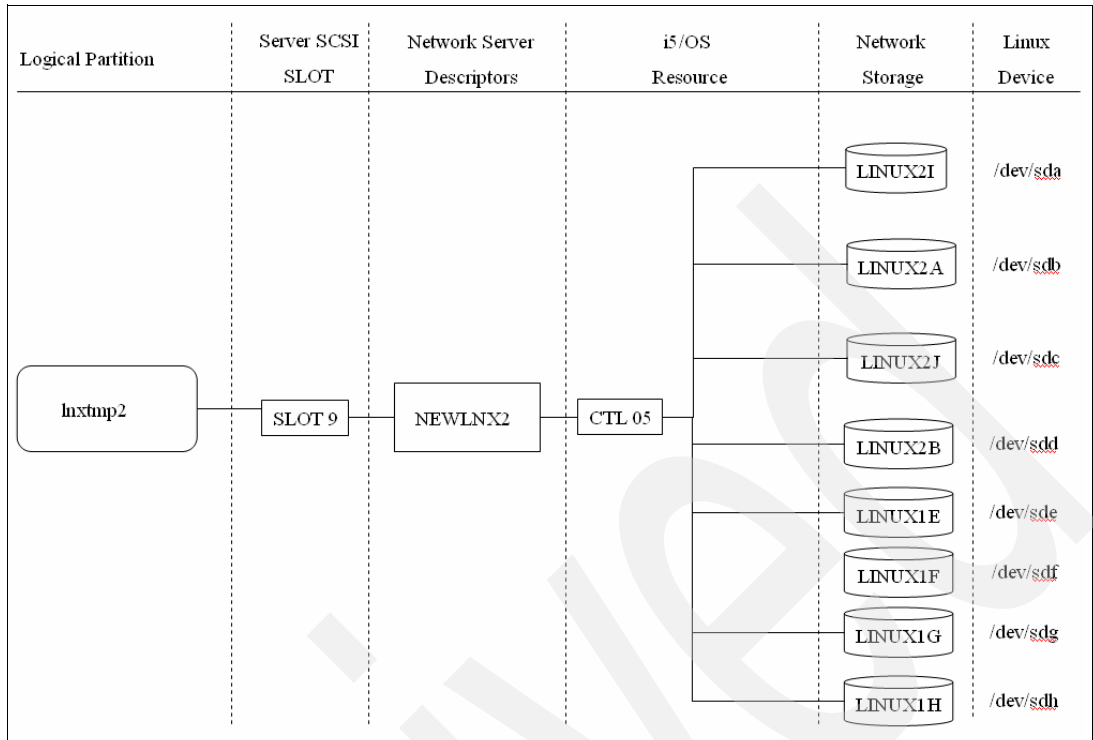 Logical Partition
Server SCSI
SLOT
Network Server
Descriptors
i5/OS
Resource
Network
Storage
Linux
Device
lnxtmp2
SLOT 9
NEWLNX2
CTL 05
LINUX2I
/dev/sda
LINUX2A
/dev/sdb
LINUX2J
/dev/sdc
LINUX2B
/dev/sdd
LINUX1E
/dev/sde
LINUX1F
/dev/sdf
LINUX1G
/dev/sdg
LINUX1H
/dev/sdh